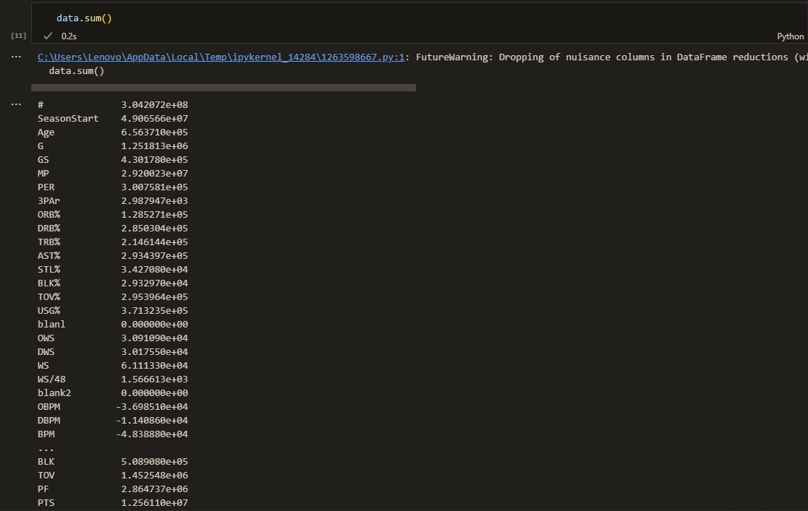 data.sum()
[11] ✓ 0.2s Python
... C:\Users\Lenovo\AppData\Local\Temp\ipykernel_14284\1263598667.py:1: FutureWarning: Dropping of nuisance columns in DataFrame reductions (wi
data.sum()
... # 3.042072e+08
SeasonStart 4.906566e+07
Age 6.563710e+05
G 1.251813e+06
GS 4.301780e+05
MP 2.920023e+07
PER 3.007581e+05
3PAr 2.987947e+03
ORB% 1.285271e+05
DRB% 2.850304e+05
TRB% 2.146144e+05
AST% 2.934397e+05
STL% 3.427080e+04
BLK% 2.932970e+04
TOV% 2.953964e+05
USG% 3.713235e+05
blanl 0.000000e+00
OWS 3.091090e+04
DWS 3.017550e+04
WS 6.111330e+04
WS/48 1.566613e+03
blank2 0.000000e+00
OBPM -3.698510e+04
DBPM -1.140860e+04
BPM -4.838880e+04
...
BLK 5.089080e+05
TOV 1.452548e+06
PF 2.864737e+06
PTS 1.256110e+07